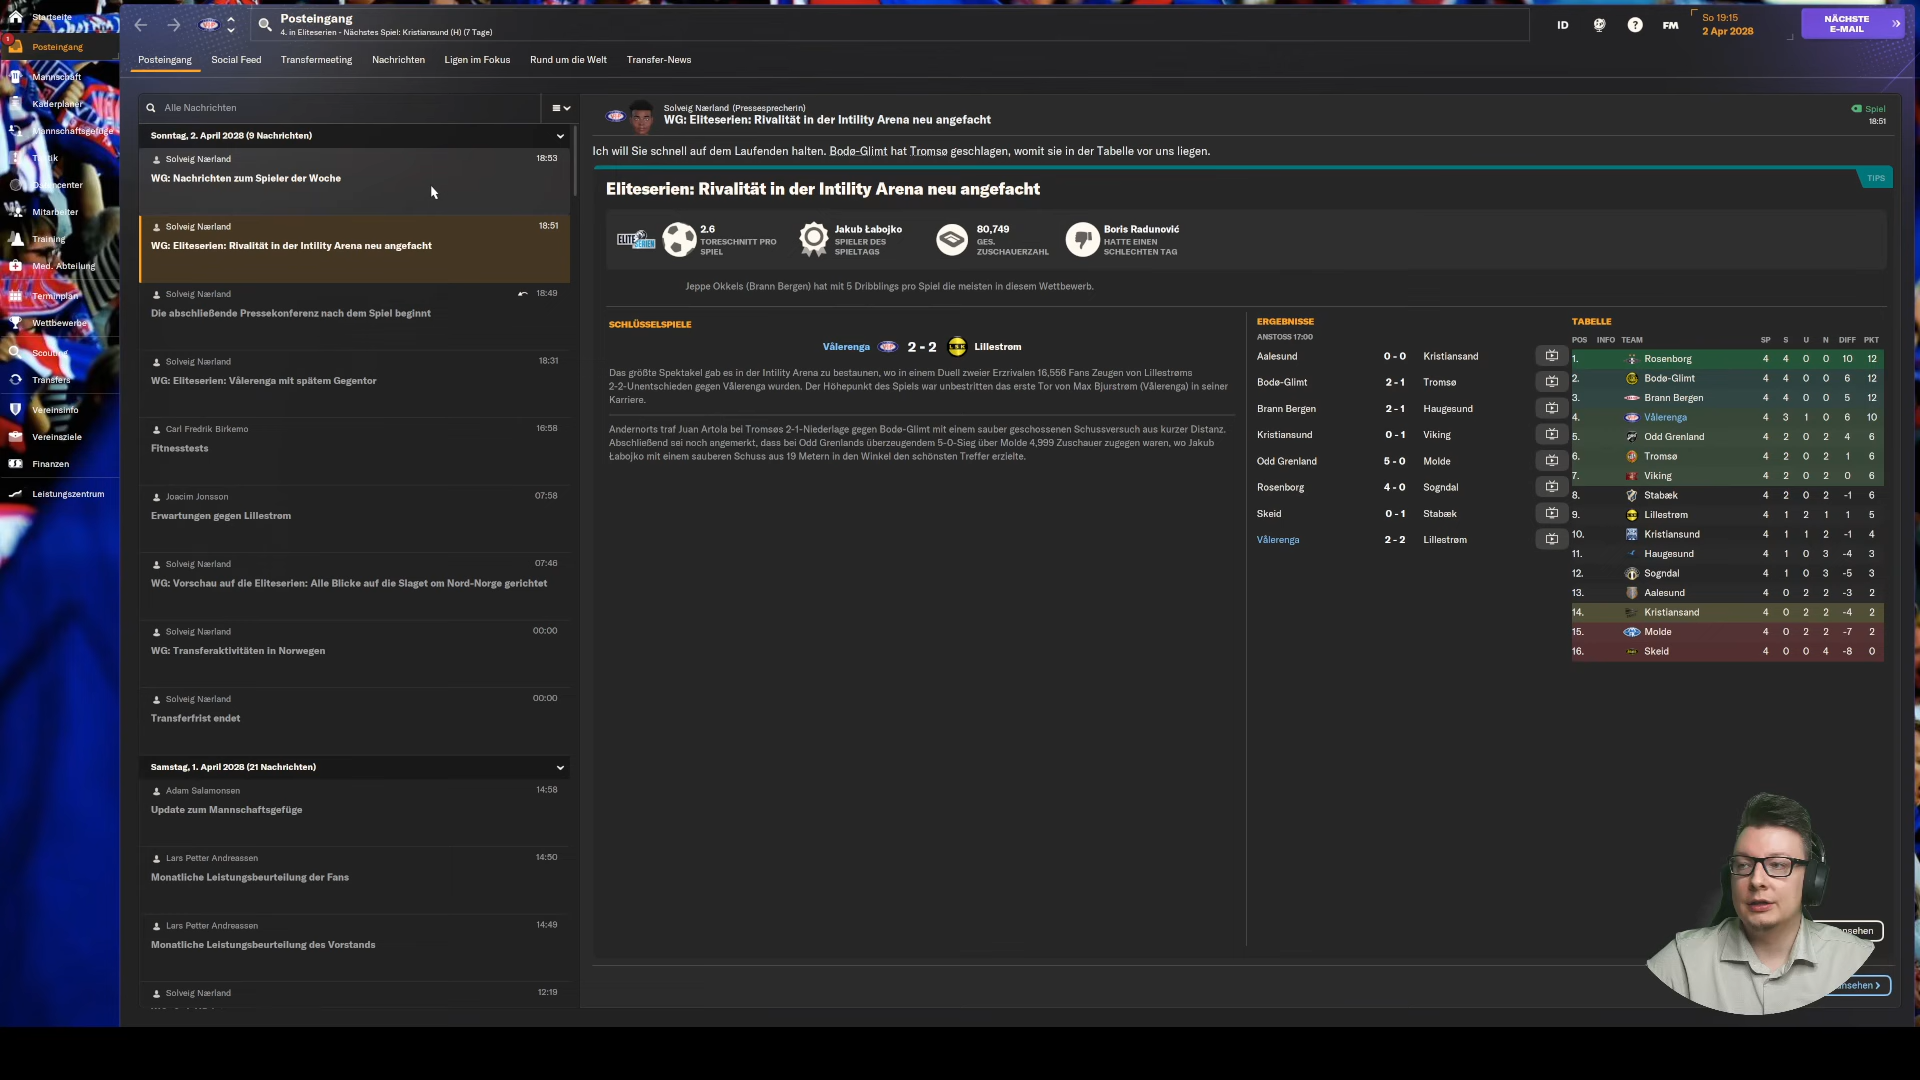 Startseite
Posteingang
Mannschaft
Kaderplaner
Mannschaftsgefüge
Taktik
Datencenter
Mitarbeiter
Training
Med. Abteilung
Terminplan
Wettbewerbe
Scouting
Transfers
Vereinsinfo
Vereinsziele
Finanzen
Leistungszentrum
Posteingang
4. in Eliteserien - Nächstes Spiel: Kristiansund (H) (7 Tage)
ID
FM
So 19:15
2 Apr 2028
NÄCHSTE
E-MAIL
Posteingang
Social Feed
Transfermeeting
Nachrichten
Ligen im Fokus
Rund um die Welt
Transfer-News
Alle Nachrichten
Sonntag, 2. April 2028 (9 Nachrichten)
Solveig Nærland 18:53
WG: Nachrichten zum Spieler der Woche
Solveig Nærland 18:51
WG: Eliteserien: Rivalität in der Intility Arena neu angefacht
Solveig Nærland 18:49
Die abschließende Pressekonferenz nach dem Spiel beginnt
Solveig Nærland 18:31
WG: Eliteserien: Vålerenga mit spätem Gegentor
Carl Fredrik Birkemo 16:58
Fitnesstests
Joacim Jonsson 07:58
Erwartungen gegen Lillestrøm
Solveig Nærland 07:46
WG: Vorschau auf die Eliteserien: Alle Blicke auf die Slaget om Nord-Norge gerichtet
Solveig Nærland 00:00
WG: Transferaktivitäten in Norwegen
Solveig Nærland 00:00
Transferfrist endet
Samstag, 1. April 2028 (21 Nachrichten)
Adam Salamonsen 14:58
Update zum Mannschaftsgefüge
Lars Petter Andreassen 14:50
Monatliche Leistungsbeurteilung der Fans
Lars Petter Andreassen 14:49
Monatliche Leistungsbeurteilung des Vorstands
Solveig Nærland 12:19
Solveig Nærland (Pressesprecherin)
WG: Eliteserien: Rivalität in der Intility Arena neu angefacht
Spiel
18:51
Ich will Sie schnell auf dem Laufenden halten. Bodø-Glimt hat Tromsø geschlagen, womit sie in der Tabelle vor uns liegen.
TIPS
Eliteserien: Rivalität in der Intility Arena neu angefacht
ELITE
SERIEN
2.6
TORESCHNITT PRO
SPIEL
Jakub Łabojko
SPIELER DES
SPIELTAGS
80,749
GES.
ZUSCHAUERZAHL
Boris Radunović
HATTE EINEN
SCHLECHTEN TAG
Jeppe Okkels (Brann Bergen) hat mit 5 Dribblings pro Spiel die meisten in diesem Wettbewerb.
SCHLÜSSELSPIELE
Vålerenga 2 - 2 Lillestrøm
Das größte Spektakel gab es in der Intility Arena zu bestaunen, wo in einem Duell zweier Erzrivalen 16,556 Fans Zeugen von Lillestrøms
2-2-Unentschieden gegen Vålerenga wurden. Der Höhepunkt des Spiels war unbestritten das erste Tor von Max Bjurstrøm (Vålerenga) in seiner
Karriere.
Andernorts traf Juan Artola bei Tromsøs 2-1-Niederlage gegen Bodø-Glimt mit einem sauber geschossenen Schussversuch aus kurzer Distanz.
Abschließend sei noch angemerkt, dass bei Odd Grenlands überzeugendem 5-0-Sieg über Molde 4,999 Zuschauer zugegen waren, wo Jakub
Łabojko mit einem sauberen Schuss aus 19 Metern in den Winkel den schönsten Treffer erzielte.
ERGEBNISSE
ANSTOSS 17:00
Aalesund 0 - 0 Kristiansand
Bodø-Glimt 2 - 1 Tromsø
Brann Bergen 2 - 1 Haugesund
Kristiansund 0 - 1 Viking
Odd Grenland 5 - 0 Molde
Rosenborg 4 - 0 Sogndal
Skeid 0 - 1 Stabæk
Vålerenga 2 - 2 Lillestrøm
TABELLE
POS INFO TEAM SP S U N DIFF PKT
1. Rosenborg 4 4 0 0 10 12
2. Bodø-Glimt 4 4 0 0 6 12
3. Brann Bergen 4 4 0 0 5 12
4. Vålerenga 4 3 1 0 6 10
5. Odd Grenland 4 2 0 2 4 6
6. Tromsø 4 2 0 2 1 6
7. Viking 4 2 0 2 0 6
8. Stabæk 4 2 0 2 -1 6
9. Lillestrøm 4 1 2 1 1 5
10. Kristiansund 4 1 1 2 -1 4
11. Haugesund 4 1 0 3 -4 3
12. Sogndal 4 1 0 3 -5 3
13. Aalesund 4 0 2 2 -3 2
14. Kristiansand 4 0 2 2 -4 2
15. Molde 4 0 2 2 -7 2
16. Skeid 4 0 0 4 -8 0
ansehen
ansehen